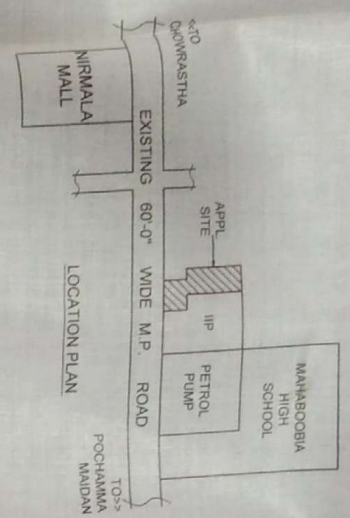 <<TO
CHOWRASTHA
NIRMALA
MALL
EXISTING 60'-0" WIDE M.P. ROAD
APPL
SITE
IIP
PETROL
PUMP
MAHABOOBIA
HIGH
SCHOOL
LOCATION PLAN
TO>>
POCHAMMA
MAIDAN